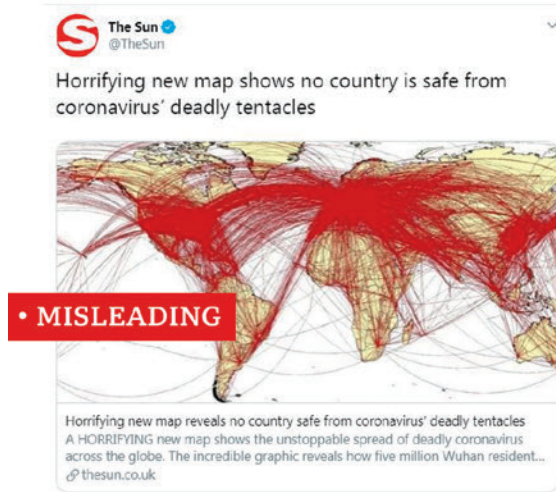 The Sun
@TheSun
Horrifying new map shows no country is safe from
coronavirus' deadly tentacles
• MISLEADING
Horrifying new map reveals no country safe from coronavirus' deadly tentacles
A HORRIFYING new map shows the unstoppable spread of deadly coronavirus
across the globe. The incredible graphic reveals how five million Wuhan resident...
thesun.co.uk